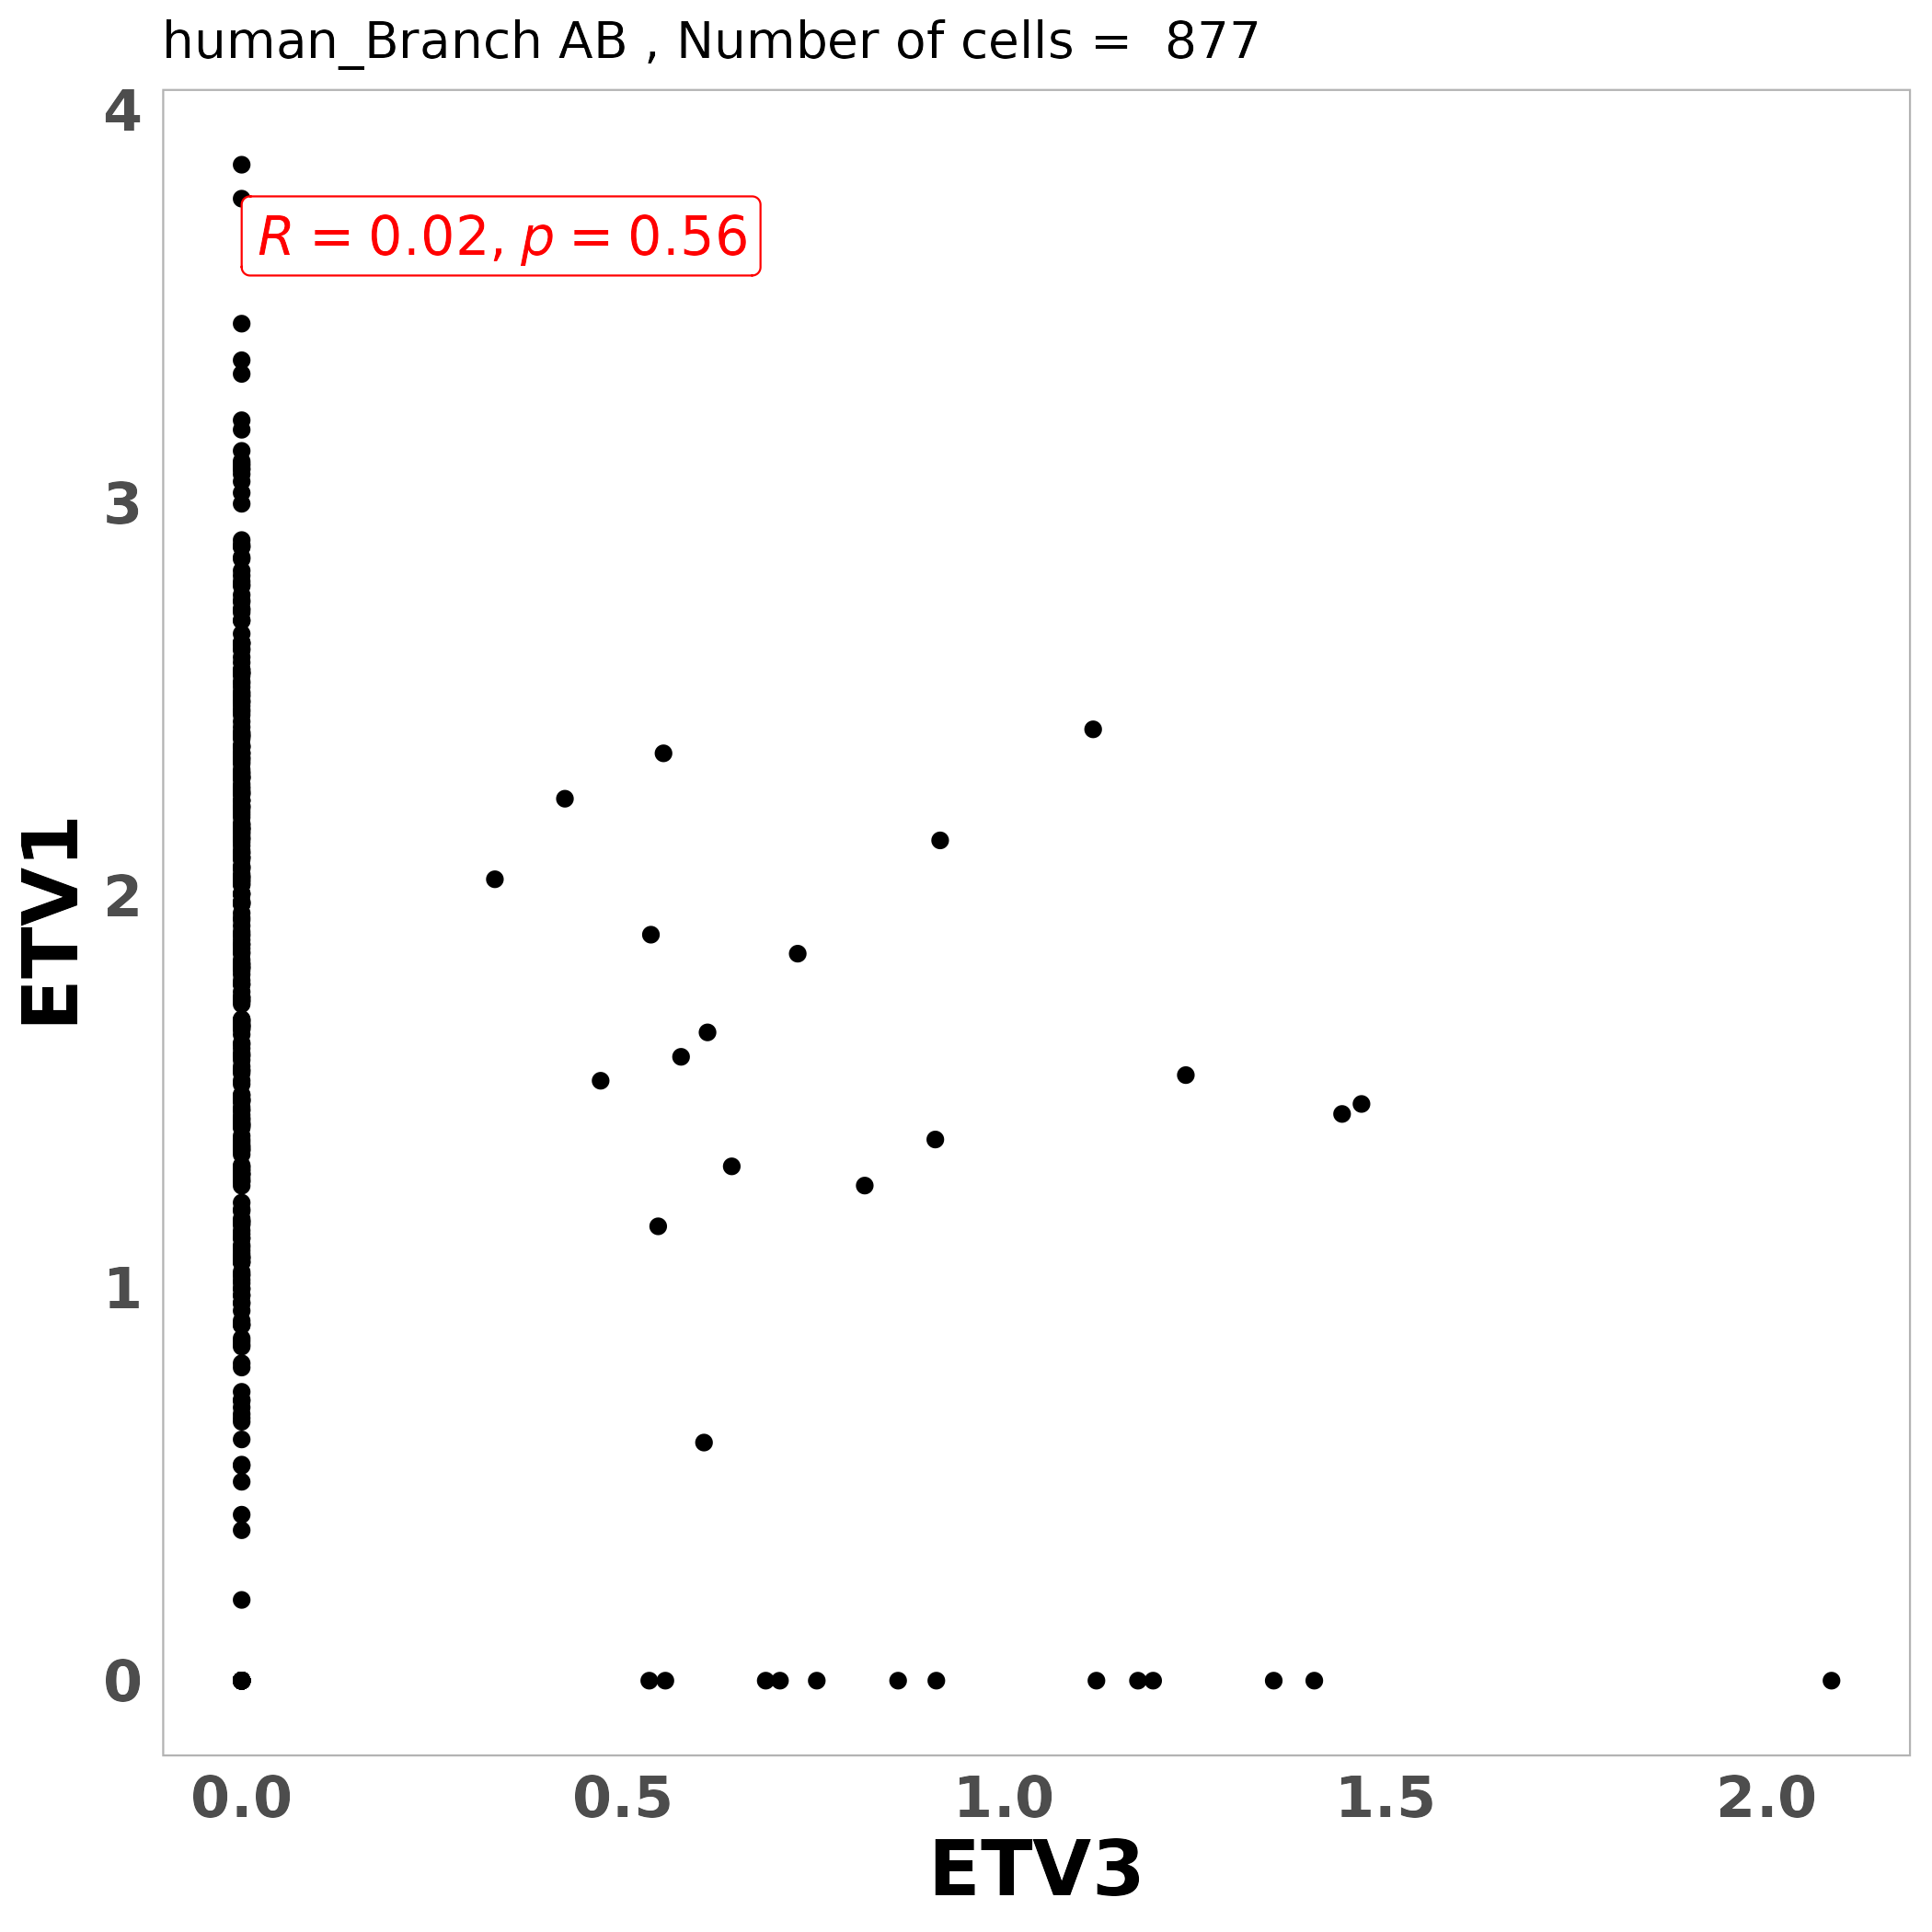 human_Branch AB , Number of cells =  877
4
R = 0.02, p = 0.56
3
2
1
0
ETV1
0.0 0.5 1.0 1.5 2.0
ETV3